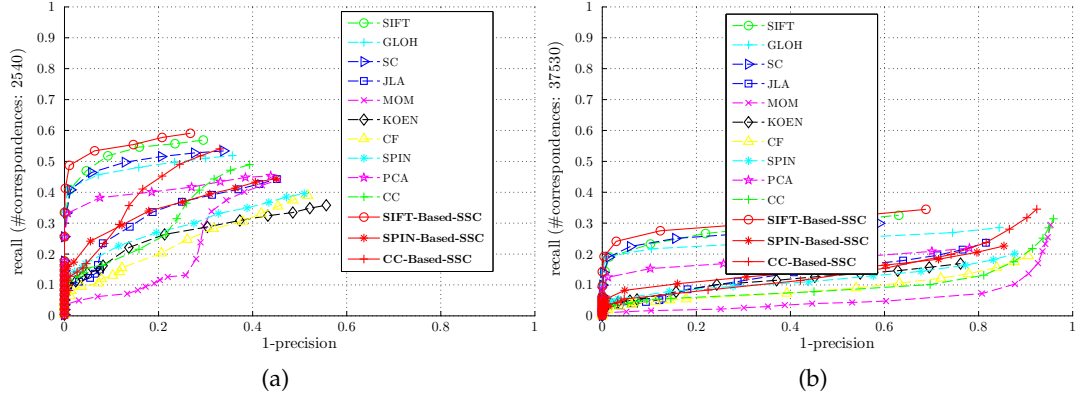 1
0.9
0.8
0.7
0.6
0.5
0.4
0.3
0.2
0.1
0
recall (#correspondences: 2540)
0
0.2
0.4
0.6
0.8
1
1-precision
SIFT
GLOH
SC
JLA
MOM
KOEN
CF
SPIN
PCA
CC
SIFT-Based-SSC
SPIN-Based-SSC
CC-Based-SSC
(a)
1
0.9
0.8
0.7
0.6
0.5
0.4
0.3
0.2
0.1
0
recall (#correspondences: 37530)
0
0.2
0.4
0.6
0.8
1
1-precision
SIFT
GLOH
SC
JLA
MOM
KOEN
CF
SPIN
PCA
CC
SIFT-Based-SSC
SPIN-Based-SSC
CC-Based-SSC
(b)